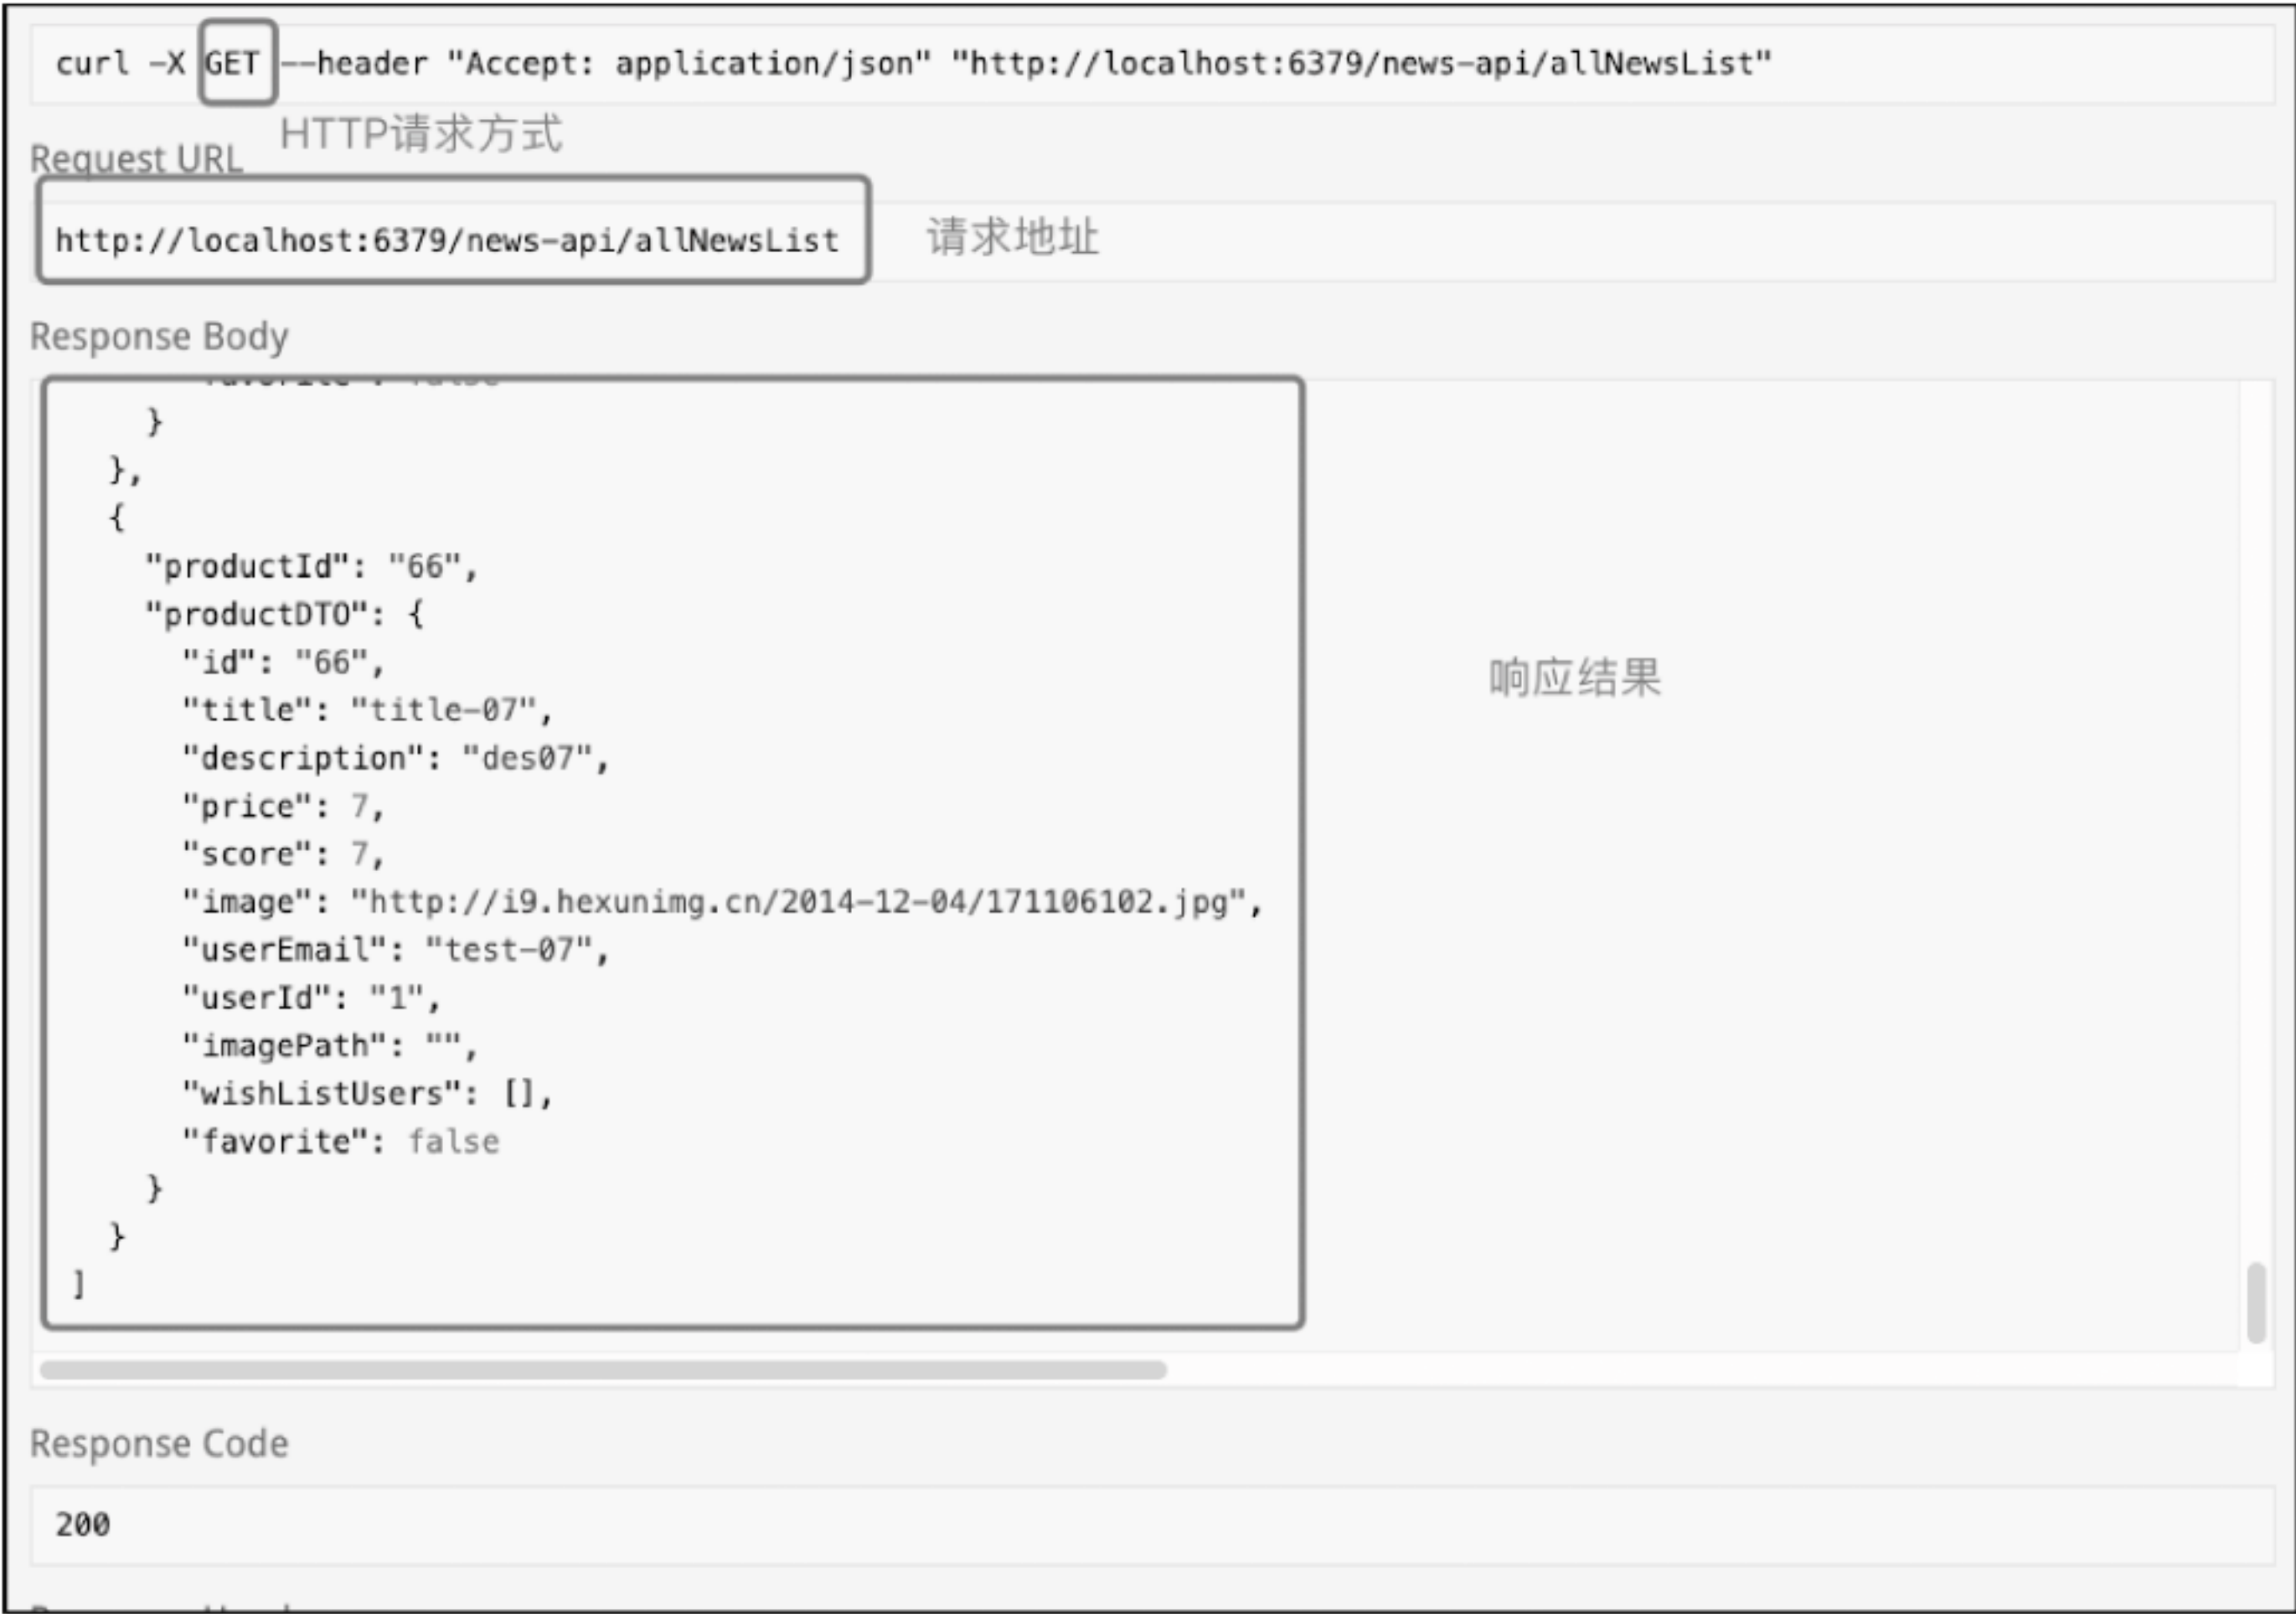 curl -X GET --header "Accept: application/json" "http://localhost:6379/news-api/allNewsList"
HTTP请求方式
Request URL
http://localhost:6379/news-api/allNewsList
请求地址
Response Body
"favorite": false
}
},
{
"productId": "66",
"productDTO": {
"id": "66",
"title": "title-07",
"description": "des07",
"price": 7,
"score": 7,
响应结果
"image": "http://i9.hexunimg.cn/2014-12-04/171106102.jpg",
"userEmail": "test-07",
"userId": "1",
"imagePath": "",
"wishListUsers": [],
"favorite": false
}
}
]
Response Code
200